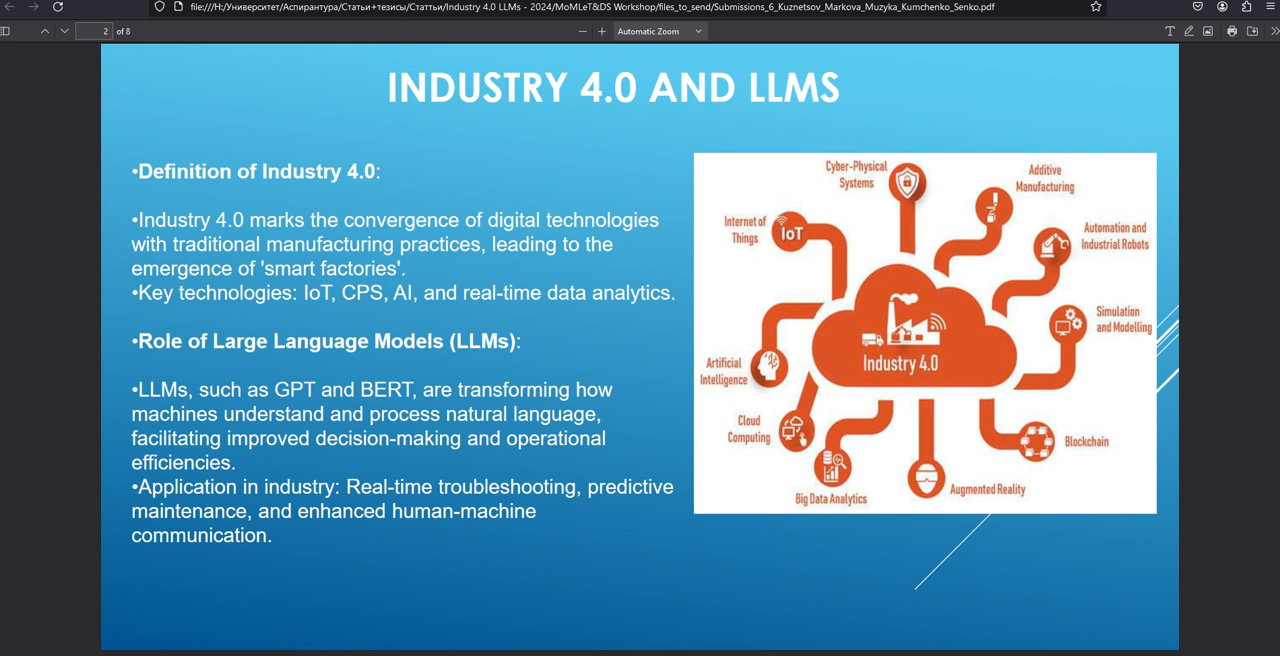 file:///H:/Университет/Аспирантура/Статьи+тезисы/Статтьи/Industry 4.0 LLMs - 2024/MoMLeT&DS Workshop/files_to_send/Submissions_6_Kuznetsov_Markova_Muzyka_Kumchenko_Senko.pdf
2 of 8
Automatic Zoom
INDUSTRY 4.0 AND LLMS
•Definition of Industry 4.0:
•Industry 4.0 marks the convergence of digital technologies
with traditional manufacturing practices, leading to the
emergence of 'smart factories'.
•Key technologies: IoT, CPS, AI, and real-time data analytics.
•Role of Large Language Models (LLMs):
•LLMs, such as GPT and BERT, are transforming how
machines understand and process natural language,
facilitating improved decision-making and operational
efficiencies.
•Application in industry: Real-time troubleshooting, predictive
maintenance, and enhanced human-machine
communication.
Cyber-Physical
Systems
Additive
Manufacturing
Internet of
Things
IoT
Automation and
Industrial Robots
Simulation
and Modelling
Industry 4.0
Artificial
Intelligence
Cloud
Computing
Blockchain
Big Data Analytics
Augmented Reality